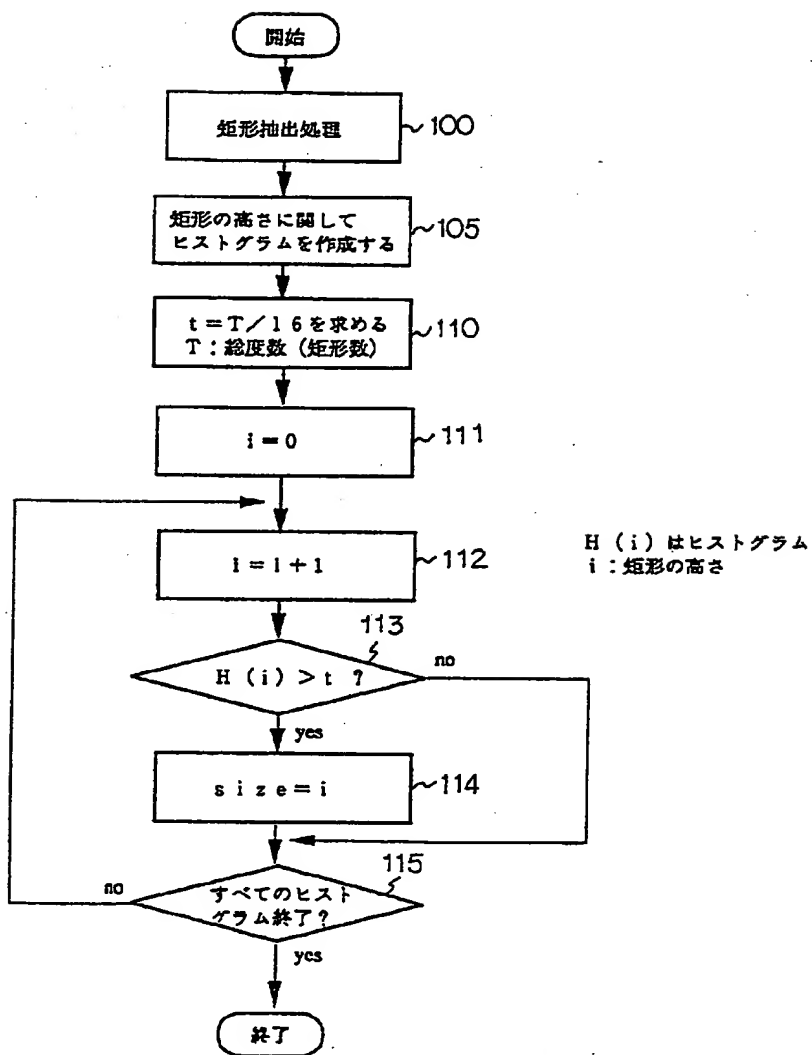 開始
矩形抽出処理
100
矩形の高さに関して
ヒストグラムを作成する
105
t=T/16を求める
T:総度数(矩形数)
110
i=0
111
i=i+1
112
H(i)はヒストグラム
i:矩形の高さ
113
H(i)>t ?
no
yes
size=i
114
115
no
すべてのヒスト
グラム終了?
yes
終了